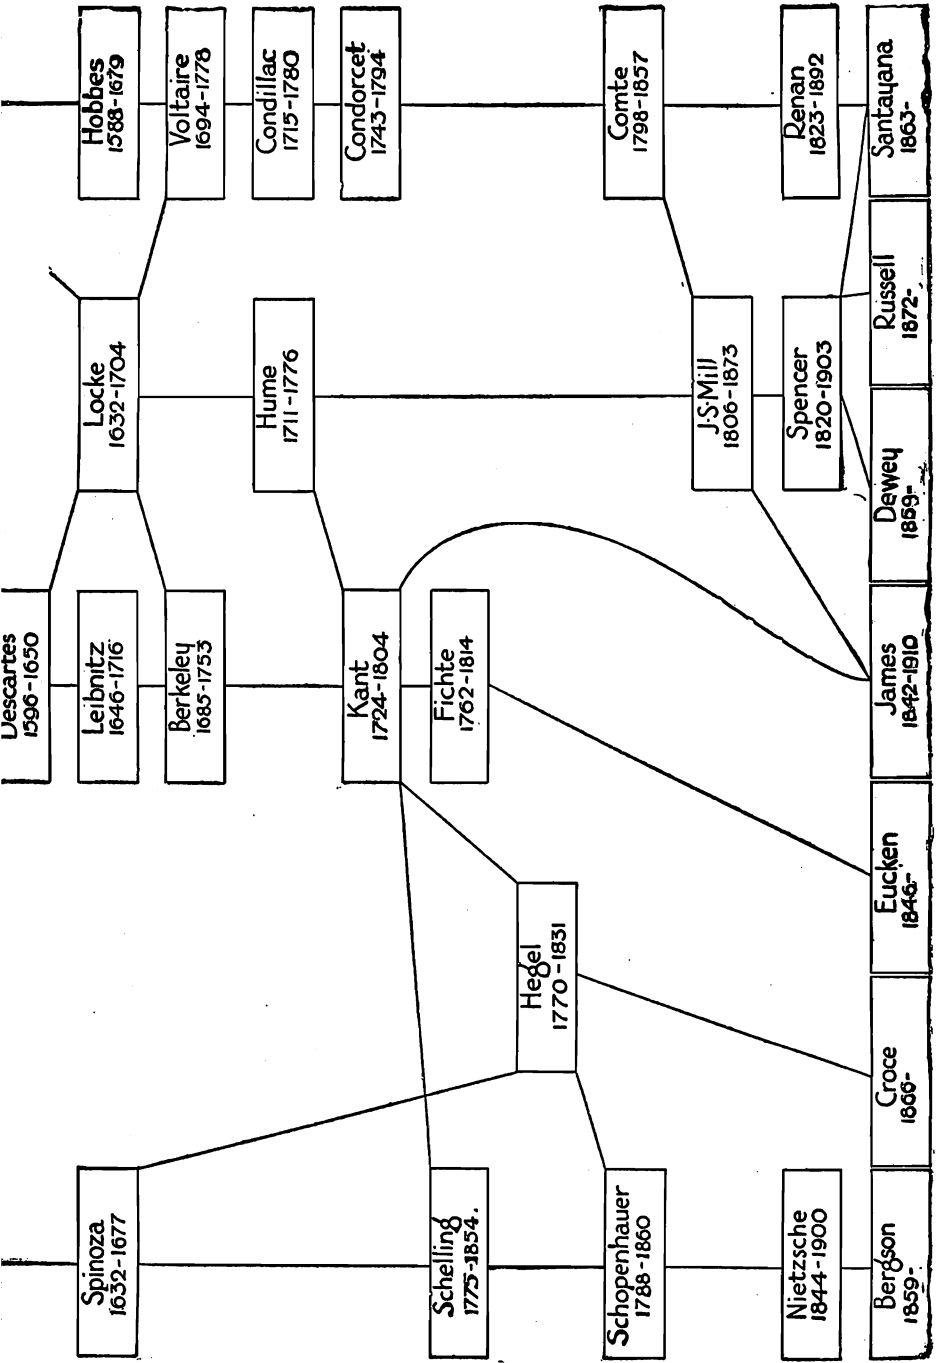 Descartes
1596-1650
Spinoza
1632-1677
Leibnitz
1646-1716
Locke
1632-1704
Hobbes
1588-1679
Berkeley
1685-1753
Voltaire
1694-1778
Hume
1711-1776
Condillac
1715-1780
Kant
1724-1804
Condorcet
1743-1794
Schelling
1775-1854.
Fichte
1762-1814
Hegel
1770-1831
Schopenhauer
1788-1860
Comte
1798-1857
J.S.Mill
1806-1873
Nietzsche
1844-1900
Spencer
1820-1903
Renan
1823-1892
Bergson
1859-
Croce
1866-
Eucken
1846-
James
1842-1910
Dewey
1859-
Russell
1872-
Santayana
1863-